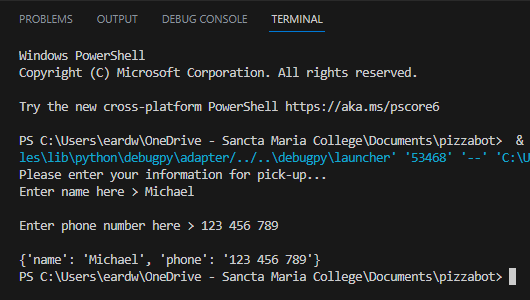 PROBLEMS OUTPUT DEBUG CONSOLE TERMINAL
Windows PowerShell
Copyright (C) Microsoft Corporation. All rights reserved.
Try the new cross-platform PowerShell https://aka.ms/pscore6
PS C:\Users\eardw\OneDrive - Sancta Maria College\Documents\pizzabot>  &
les\lib\python\debugpy\adapter/../..\debugpy\launcher' '53468' '--' 'C:\U
Please enter your information for pick-up...
Enter name here > Michael
Enter phone number here > 123 456 789
{'name': 'Michael', 'phone': '123 456 789'}
PS C:\Users\eardw\OneDrive - Sancta Maria College\Documents\pizzabot>